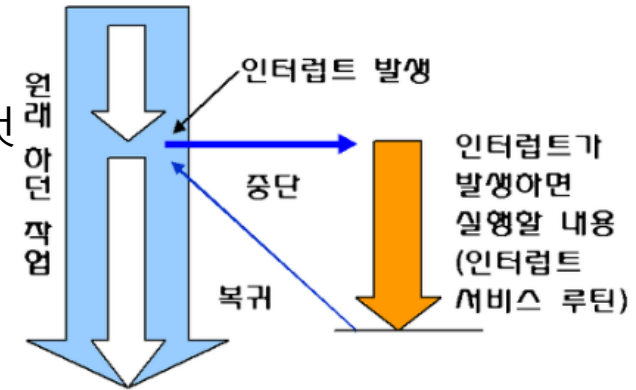 원래 하던 작업
인터럽트 발생
중단
복귀
인터럽트가
발생하면
실행할 내용
(인터럽트
서비스 루틴)